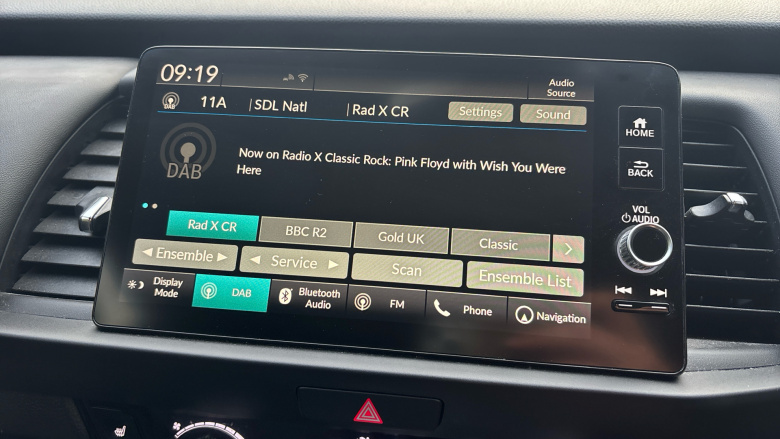 09:19
Audio
Source
DAB
11A SDL Natl Rad X CR Settings Sound
HOME
DAB
Now on Radio X Classic Rock: Pink Floyd with Wish You Were
Here
BACK
VOL
AUDIO
Rad X CR BBC R2 Gold UK Classic
Ensemble Service Scan Ensemble List
Display
Mode
DAB
Bluetooth
Audio
FM
Phone
Navigation